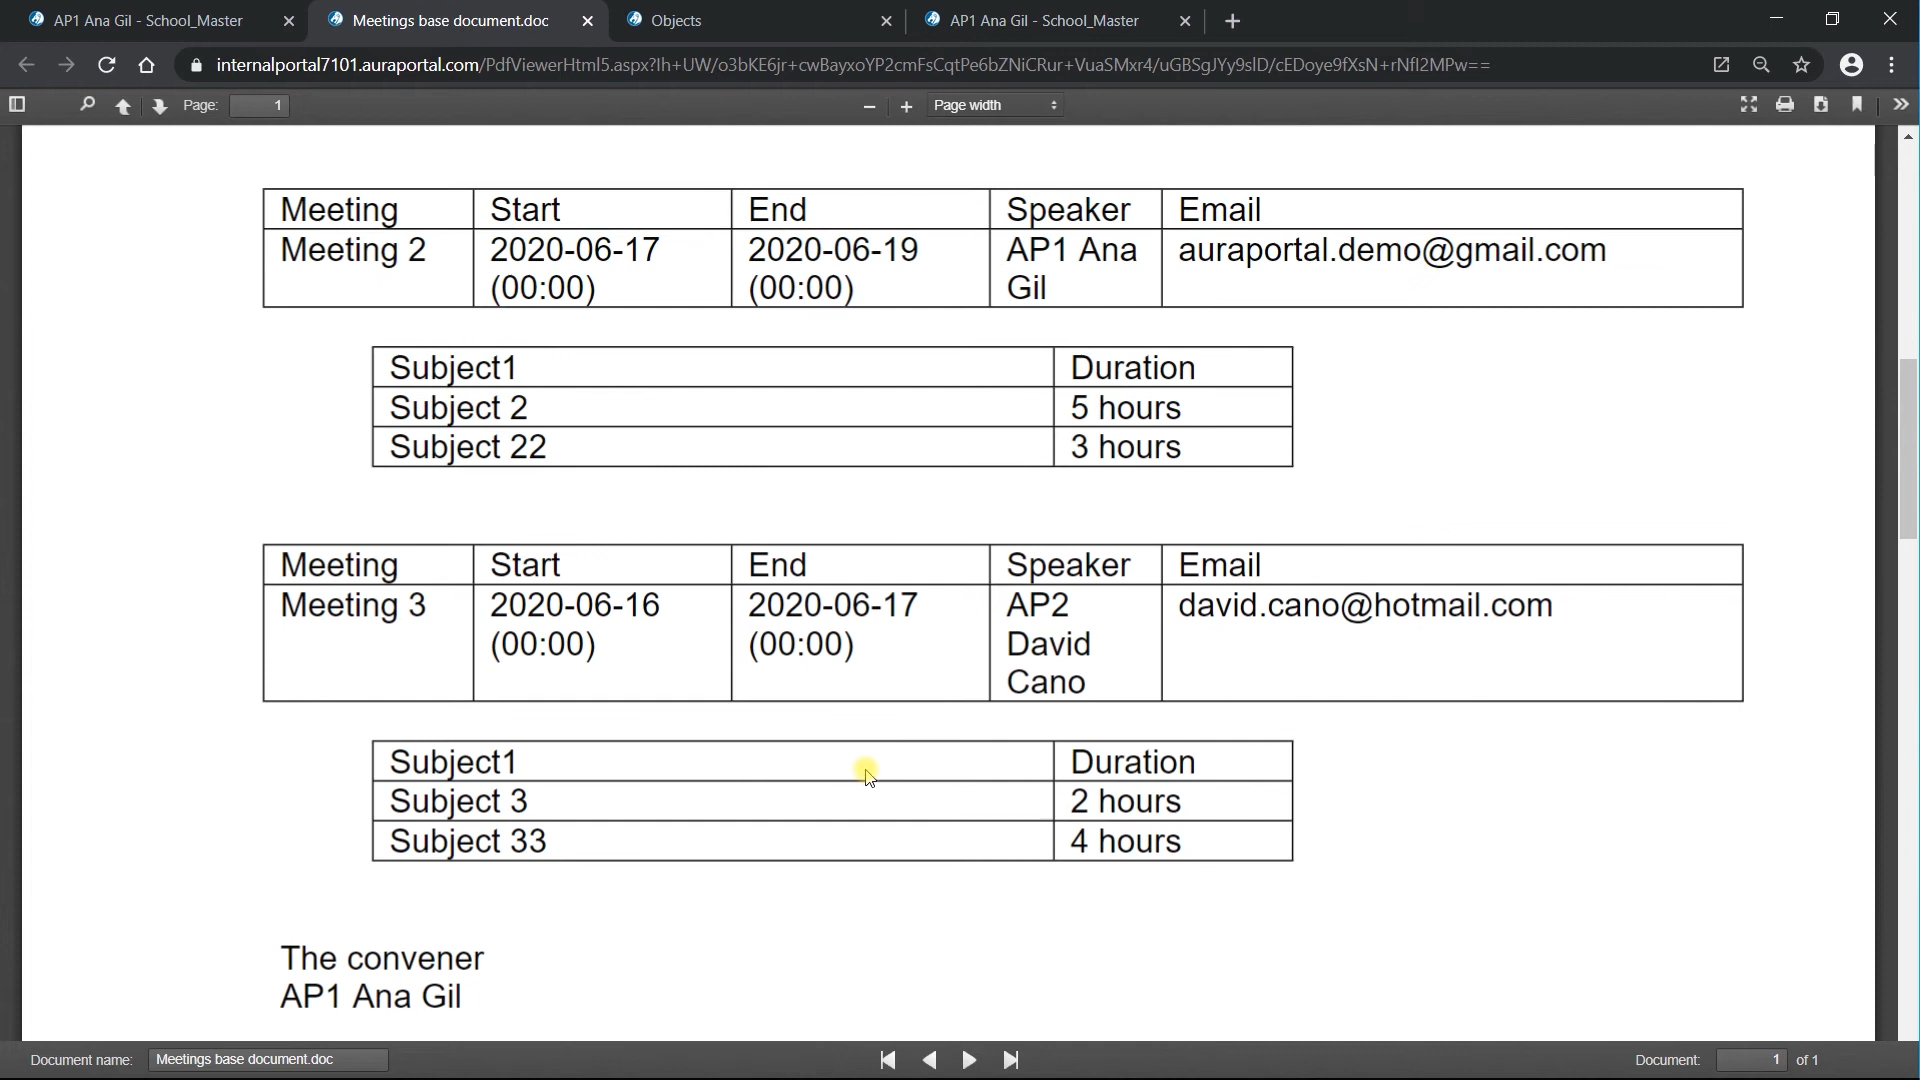 AP1 Ana Gil - School_Master
Meetings base document.doc
Objects
AP1 Ana Gil - School_Master
internalportal7101.auraportal.com/PdfViewerHtml5.aspx?Ih+UW/o3bKE6jr+cwBayxoYP2cmFsCqtPe6bZNiCRur+VuaSMxr4/uGBSgJYy9sID/cEDoye9fXsN+rNfI2MPw==
Page: 1
Page width
Meeting Start End Speaker Email
Meeting 2 2020-06-17 2020-06-19 AP1 Ana auraportal.demo@gmail.com
(00:00) (00:00) Gil
Subject1 Duration
Subject 2 5 hours
Subject 22 3 hours
Meeting Start End Speaker Email
Meeting 3 2020-06-16 2020-06-17 AP2 david.cano@hotmail.com
(00:00) (00:00) David
Cano
Subject1 Duration
Subject 3 2 hours
Subject 33 4 hours
The convener
AP1 Ana Gil
Document name: Meetings base document.doc
Document: 1 of 1